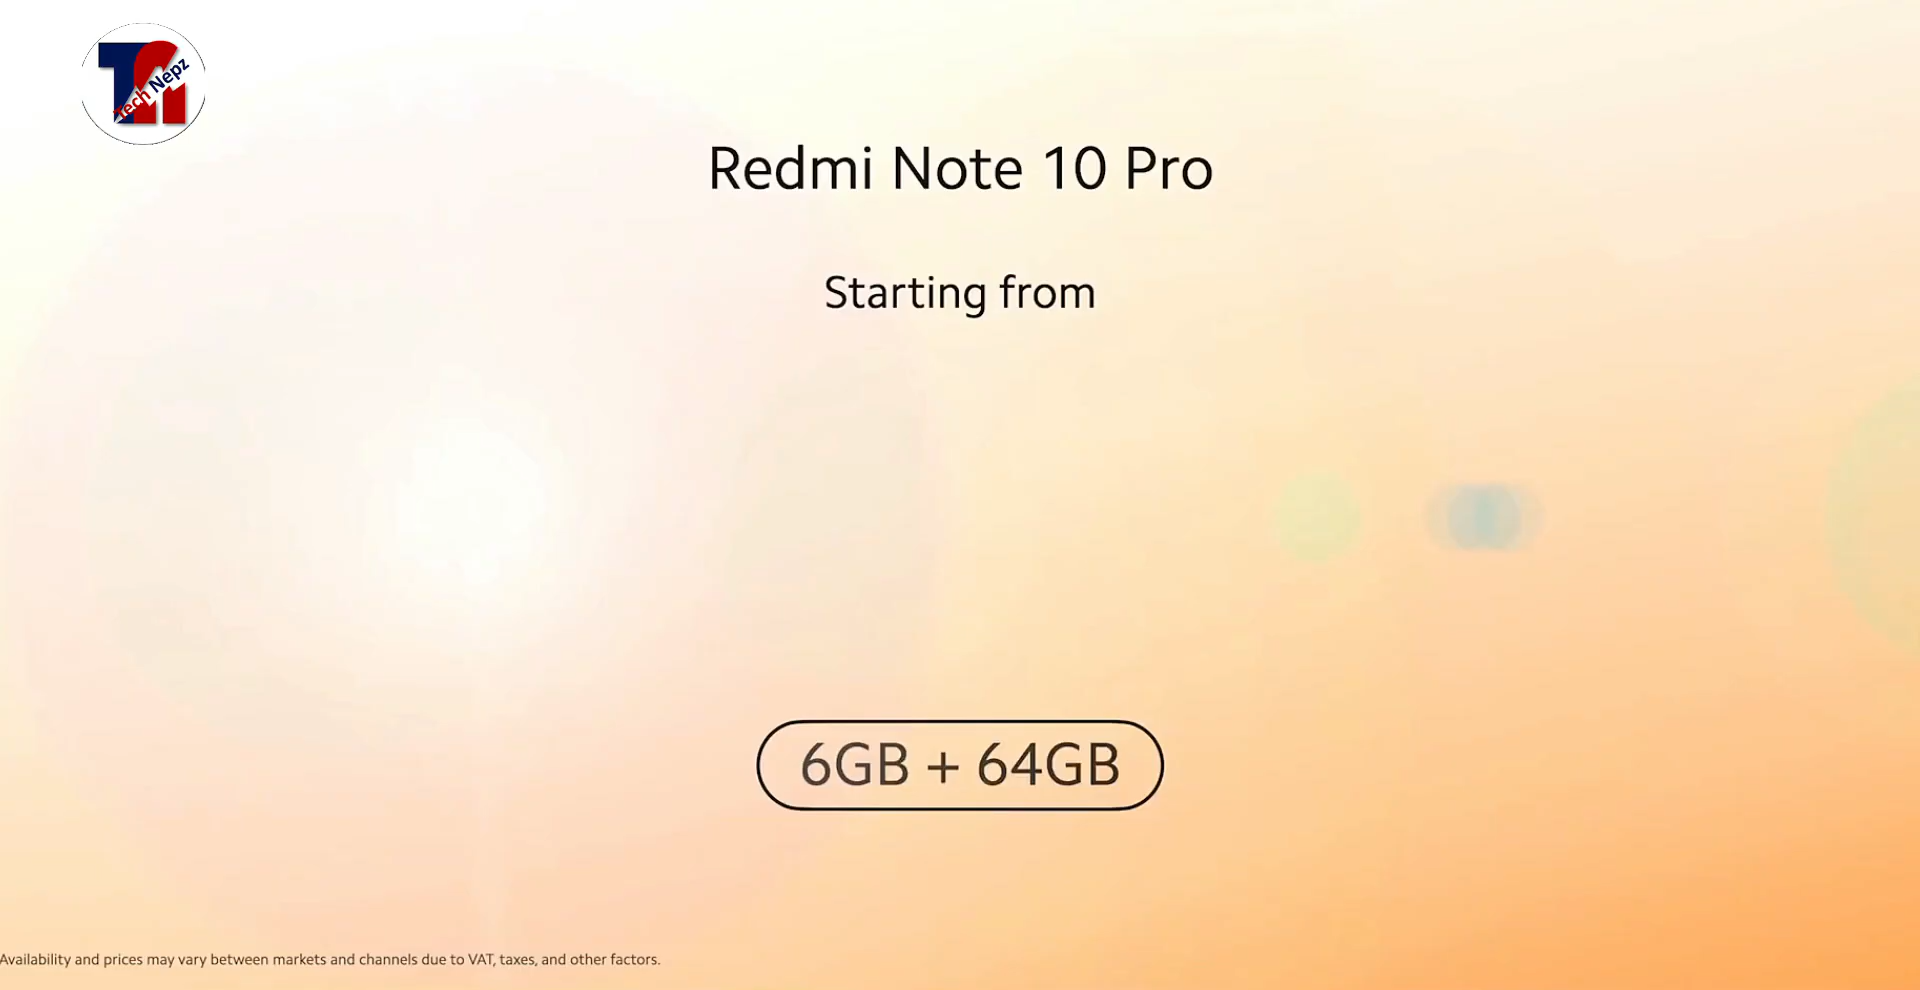 Tech Nepz
Redmi Note 10 Pro
Starting from
6GB + 64GB
Availability and prices may vary between markets and channels due to VAT, taxes, and other factors.